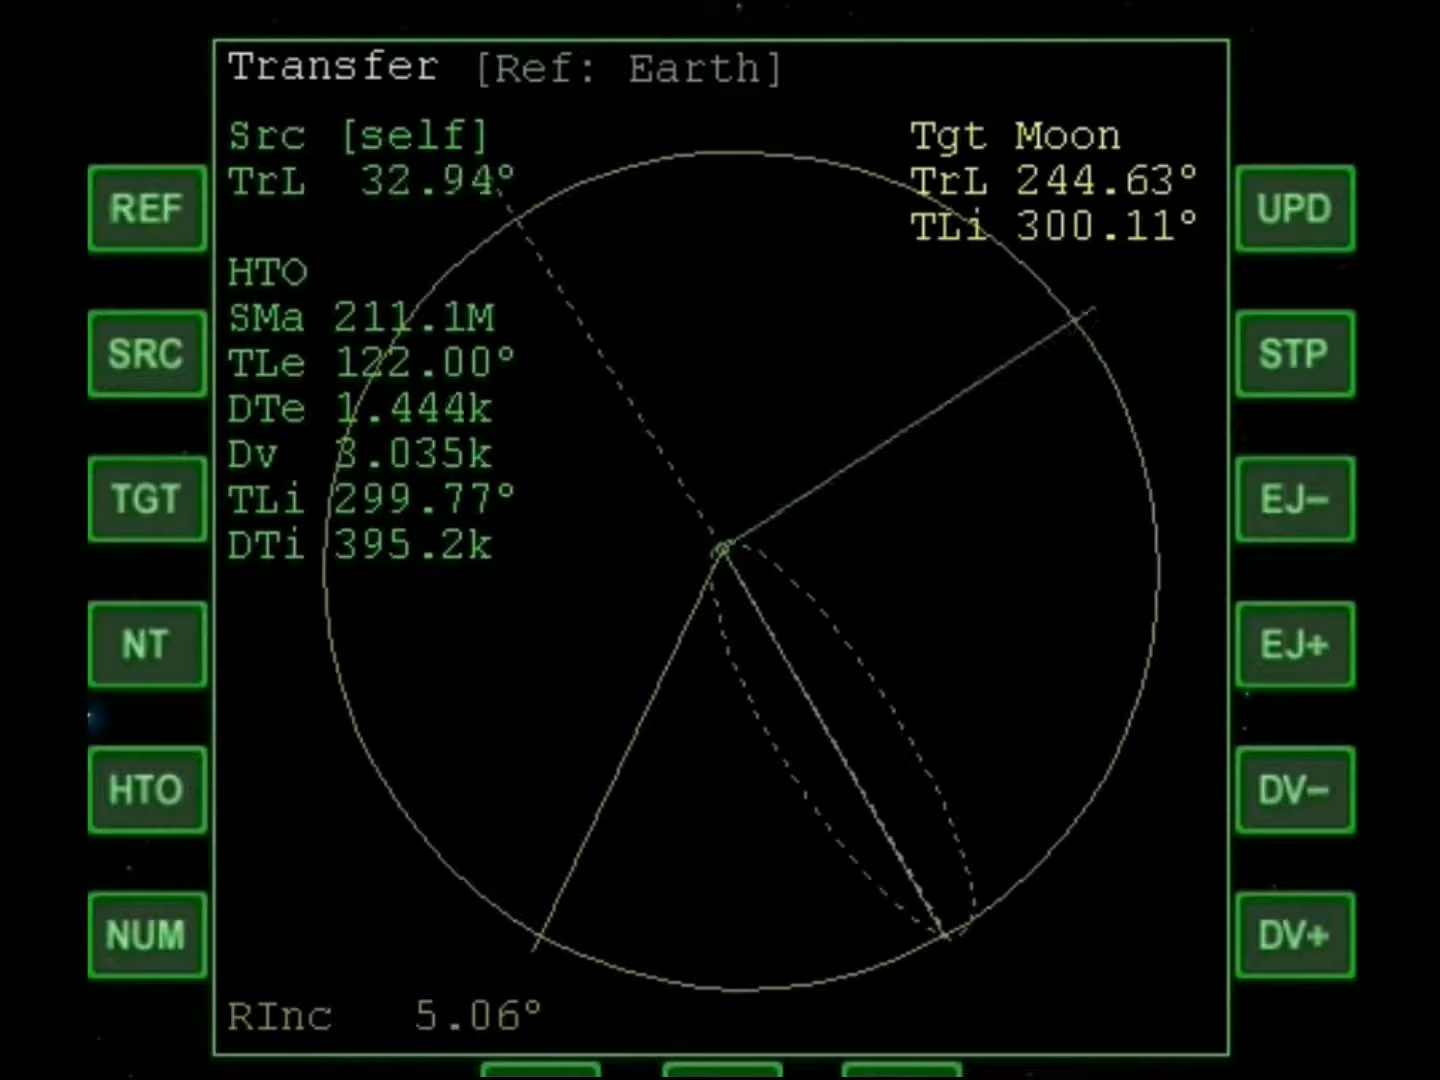 Transfer [Ref: Earth]
Src [self]
TrL 32.94°
Tgt Moon
TrL 244.63°
TLi 300.11°
HTO
SMa 211.1M
TLe 122.00°
DTe 1.444k
Dv 3.035k
TLi 299.77°
DTi 395.2k
RInc 5.06°
REF
SRC
TGT
NT
HTO
NUM
UPD
STP
EJ-
EJ+
DV-
DV+